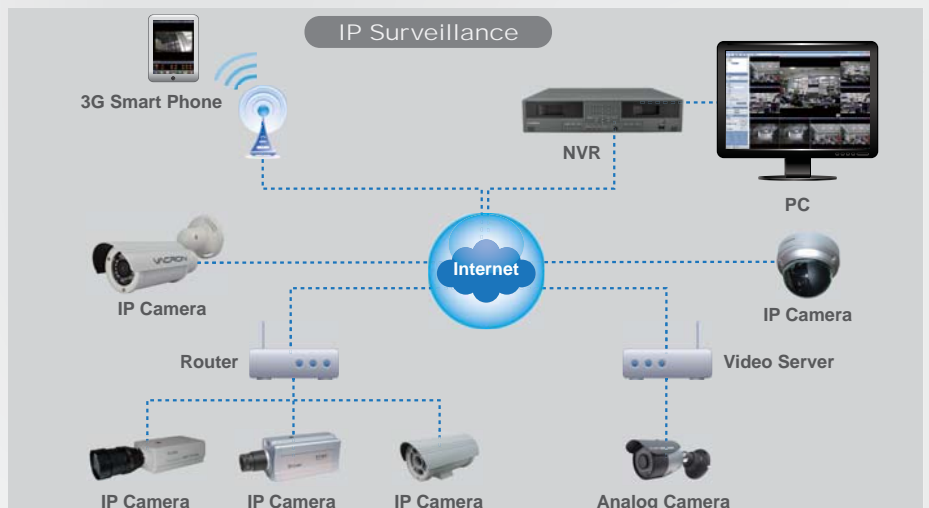 IP Surveillance
3G Smart Phone
NVR
PC
VACRON
Internet
IP Camera
IP Camera
Router
Video Server
IP Camera
IP Camera
IP Camera
Analog Camera